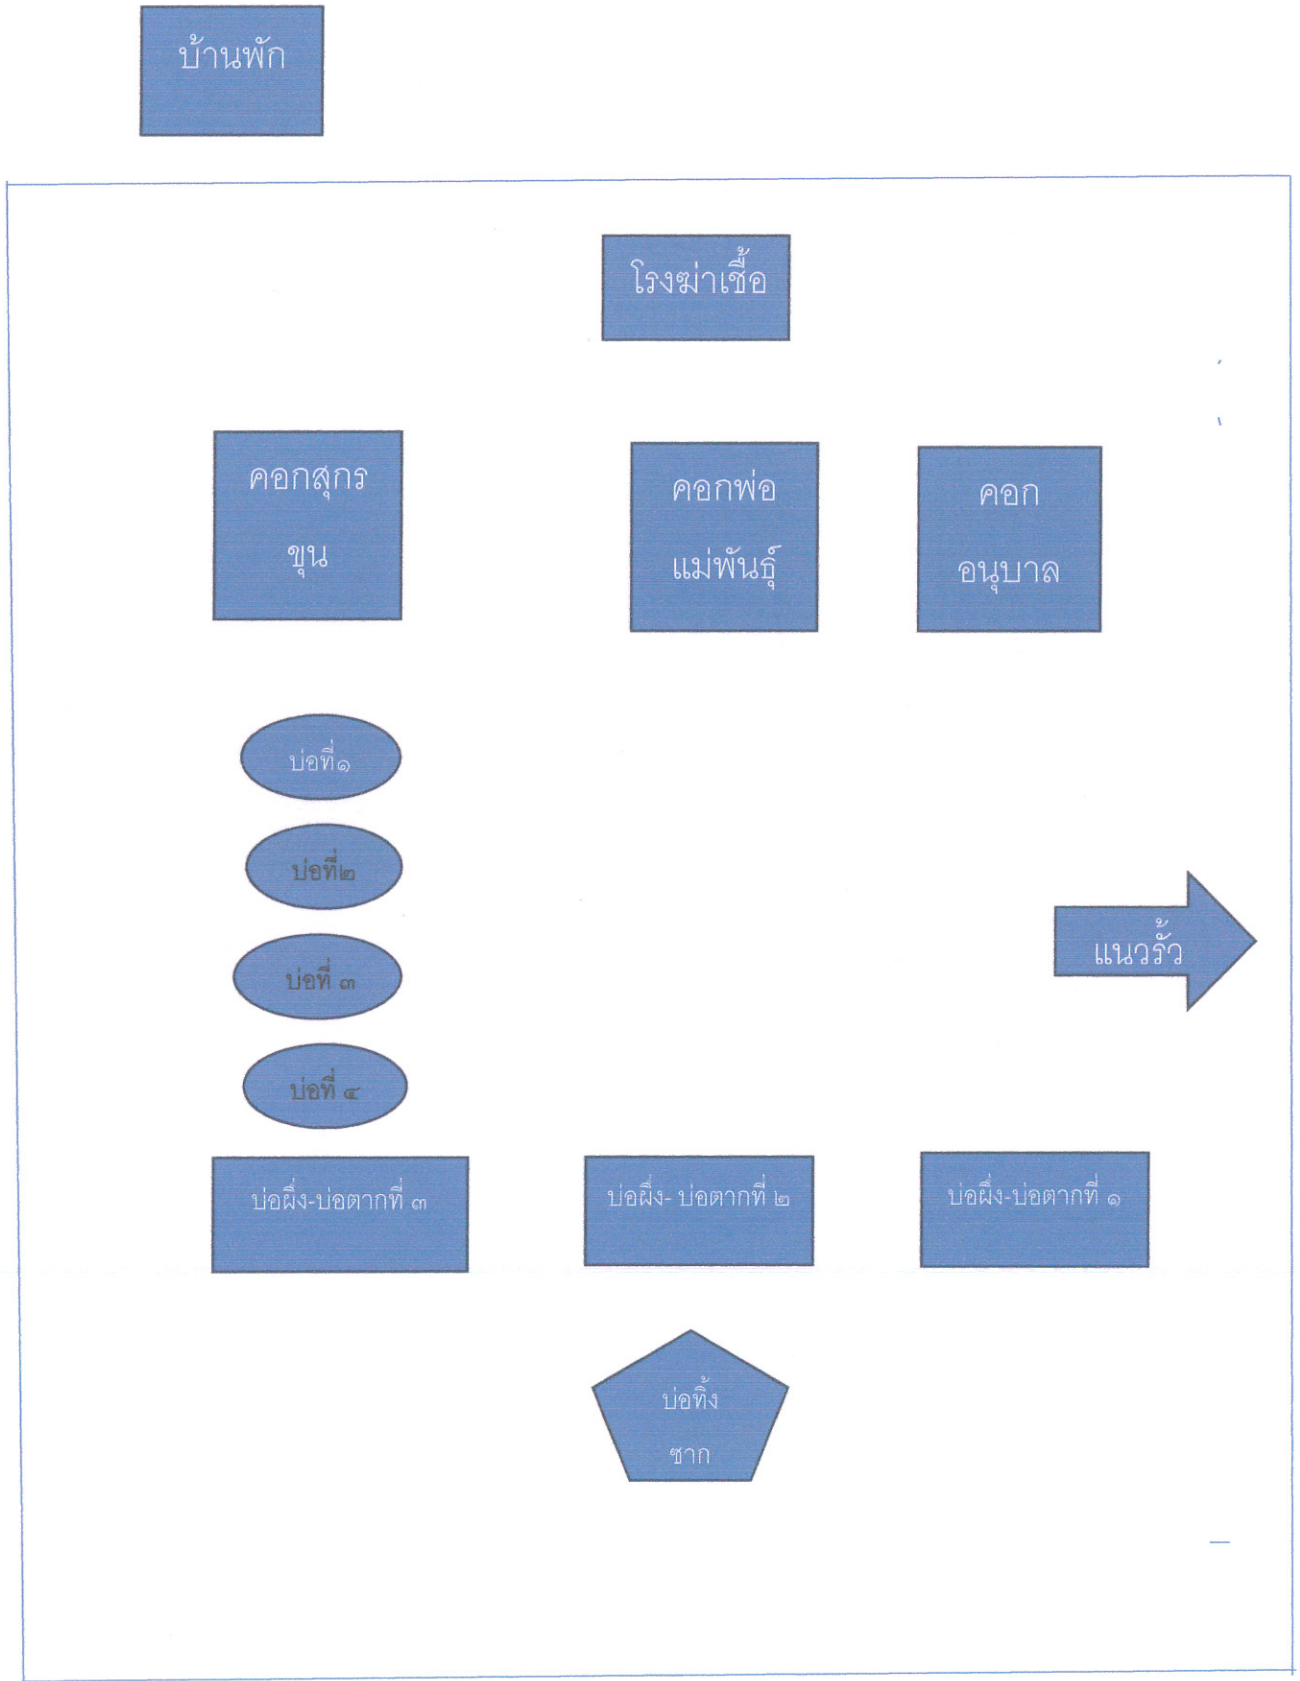 บ้านพัก
โรงฆ่าเชื้อ
คอกสุกร
ขุน
คอกพ่อ
แม่พันธุ์
คอก
อนุบาล
บ่อที่๑
บ่อที่๒
บ่อที่ ๓
บ่อที่ ๔
แนวรั้ว
บ่อผึ่ง-บ่อตากที่ ๓
บ่อผึ่ง- บ่อตากที่ ๒
บ่อผึ่ง-บ่อตากที่ ๑
บ่อทิ้ง
ซาก